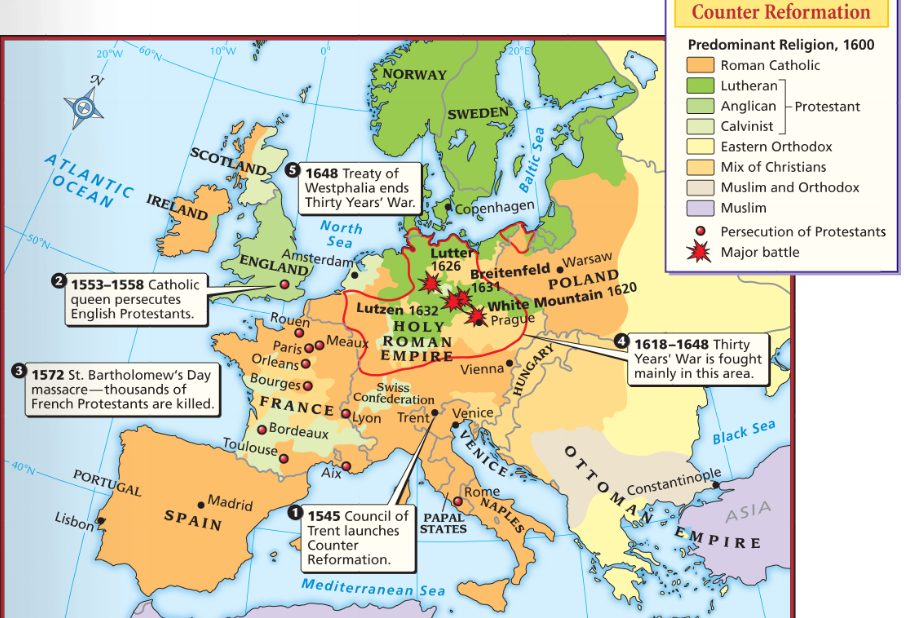 Counter Reformation
Predominant Religion, 1600
Roman Catholic
Lutheran
Anglican
Protestant
Calvinist
Eastern Orthodox
Mix of Christians
Muslim and Orthodox
Muslim
Persecution of Protestants
Major battle
20°W
60°N
10°W
0°
20°E
N
NORWAY
SWEDEN
ATLANTIC
OCEAN
SCOTLAND
Baltic Sea
5 1648 Treaty of
Westphalia ends
Thirty Years' War.
IRELAND
Copenhagen
50°N
North
Sea
Amsterdam
ENGLAND
Lutter
1626
Breitenfeld
1631
Warsaw
POLAND
2 1553–1558 Catholic
queen persecutes
English Protestants.
Lutzen 1632
White Mountain 1620
Prague
HOLY
ROMAN
EMPIRE
Rouen
Paris
Meaux
Orleans
Bourges
4 1618–1648 Thirty
Years' War is fought
mainly in this area.
3 1572 St. Bartholomew's Day
massacre—thousands of
French Protestants are killed.
Vienna
HUNGARY
Swiss
Confederation
FRANCE
Lyon
Trent
Venice
Bordeaux
Toulouse
Aix
VENICE
Black Sea
40°N
PORTUGAL
Madrid
Lisbon
SPAIN
OTTOMAN EMPIRE
Constantinople
ASIA
Rome
PAPAL
STATES
NAPLES
1 1545 Council of
Trent launches
Counter
Reformation.
Mediterranean Sea